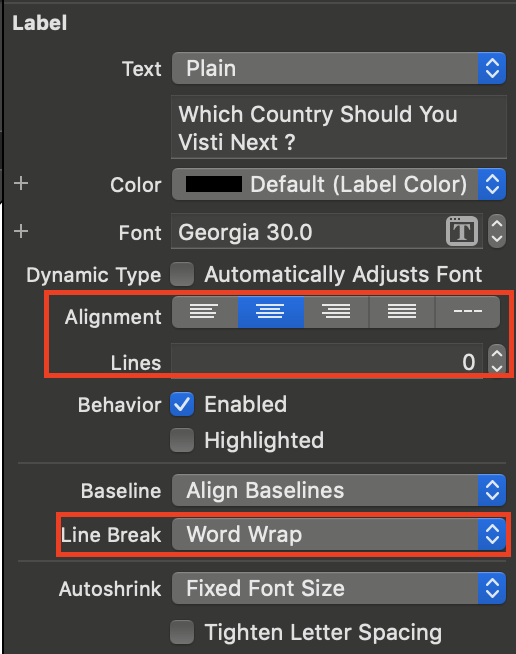 Label
Text Plain
Which Country Should You
Visti Next ?
+ Color Default (Label Color)
+ Font Georgia 30.0 T
Dynamic Type Automatically Adjusts Font
Alignment ---
Lines 0
Behavior Enabled
Highlighted
Baseline Align Baselines
Line Break Word Wrap
Autoshrink Fixed Font Size
Tighten Letter Spacing